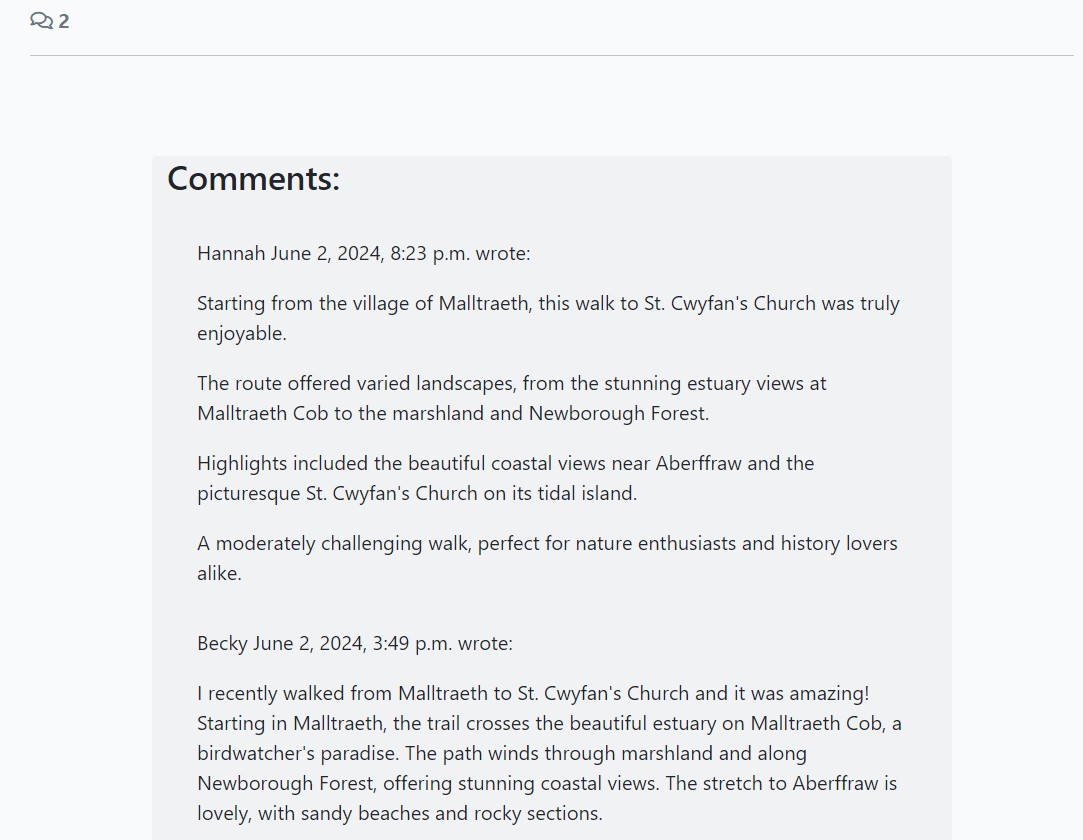 2
Comments:
Hannah June 2, 2024, 8:23 p.m. wrote:
Starting from the village of Malltraeth, this walk to St. Cwyfan's Church was truly
enjoyable.
The route offered varied landscapes, from the stunning estuary views at
Malltraeth Cob to the marshland and Newborough Forest.
Highlights included the beautiful coastal views near Aberffraw and the
picturesque St. Cwyfan's Church on its tidal island.
A moderately challenging walk, perfect for nature enthusiasts and history lovers
alike.
Becky June 2, 2024, 3:49 p.m. wrote:
I recently walked from Malltraeth to St. Cwyfan's Church and it was amazing!
Starting in Malltraeth, the trail crosses the beautiful estuary on Malltraeth Cob, a
birdwatcher's paradise. The path winds through marshland and along
Newborough Forest, offering stunning coastal views. The stretch to Aberffraw is
lovely, with sandy beaches and rocky sections.